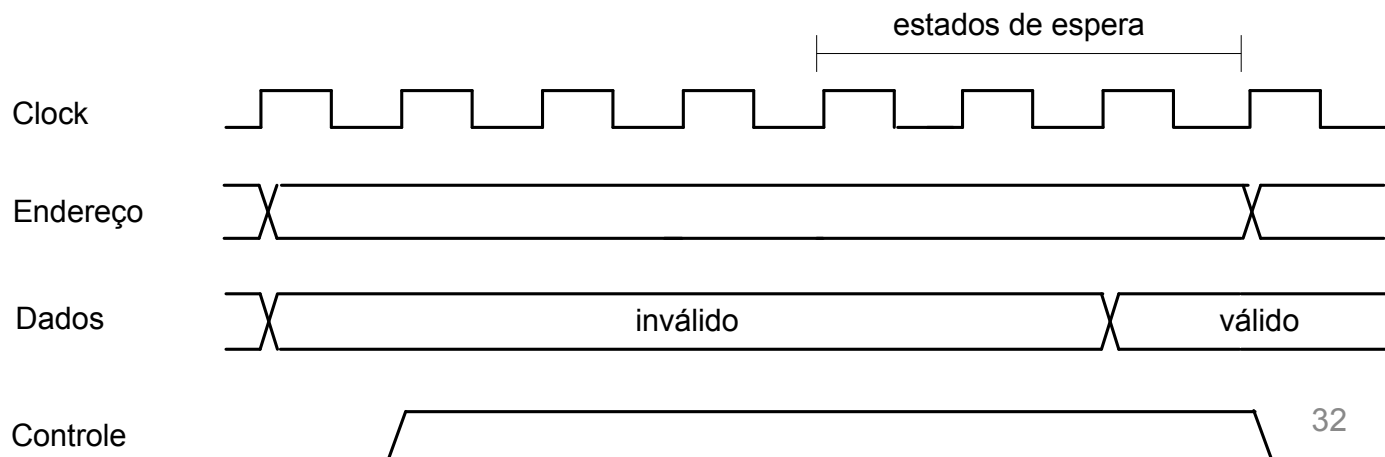 estados de espera
Clock
Endereço
Dados
inválido
válido
Controle
32